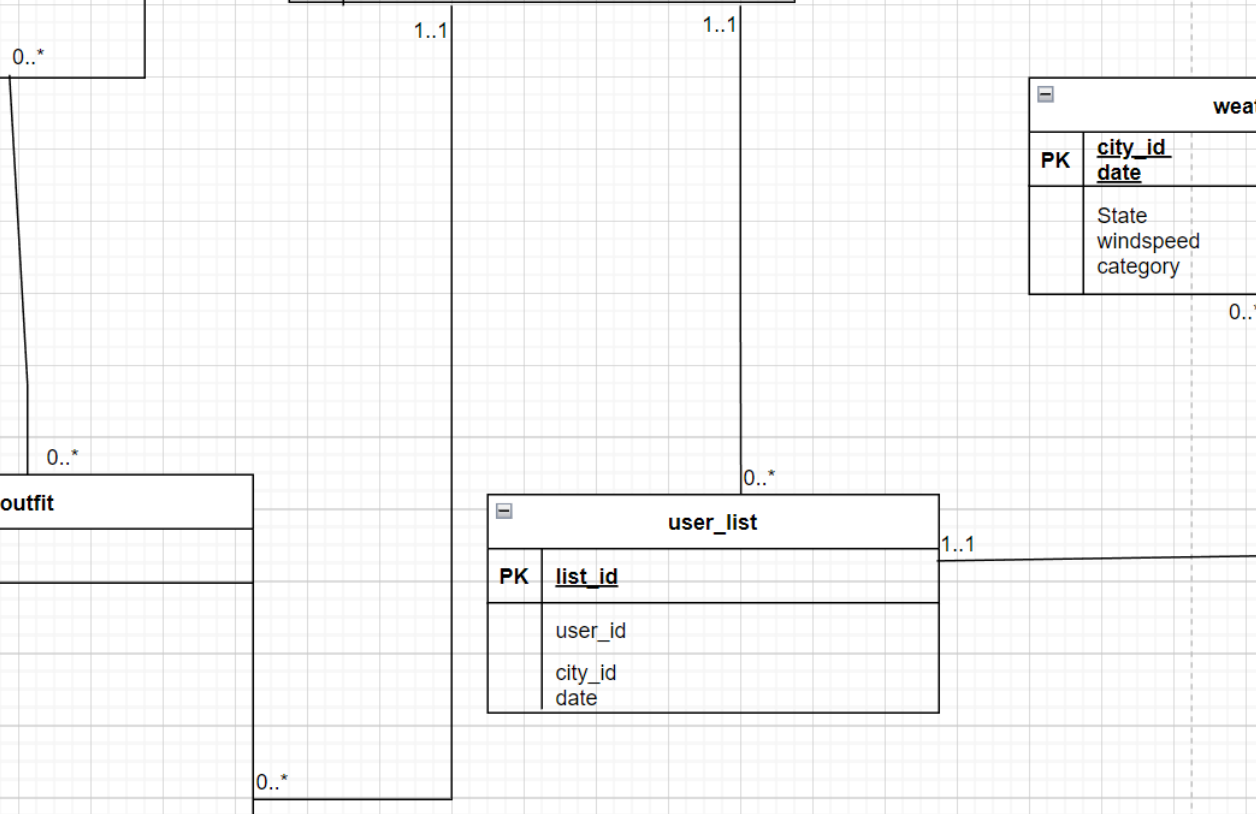 1..1
1..1
0..*
PK
city_id
date
State
windspeed
category
0..*
0..*
outfit
user_list
1..1
PK
list_id
user_id
city_id
date
0..*